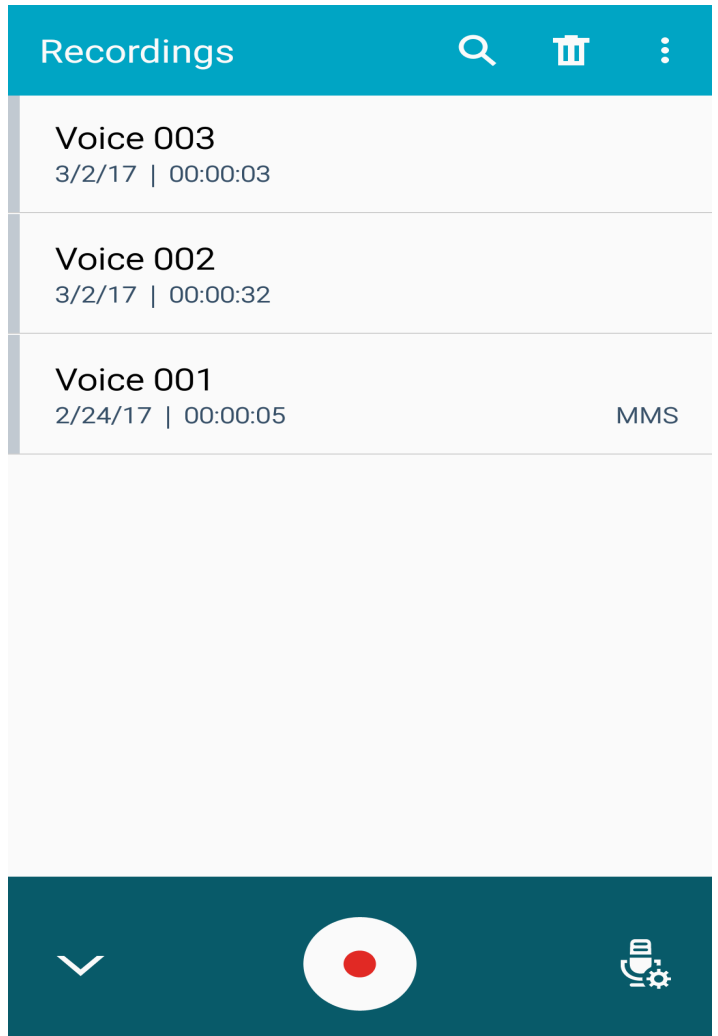 Recordings
Voice 003
3/2/17 | 00:00:03
Voice 002
3/2/17 | 00:00:32
Voice 001
2/24/17 | 00:00:05 MMS